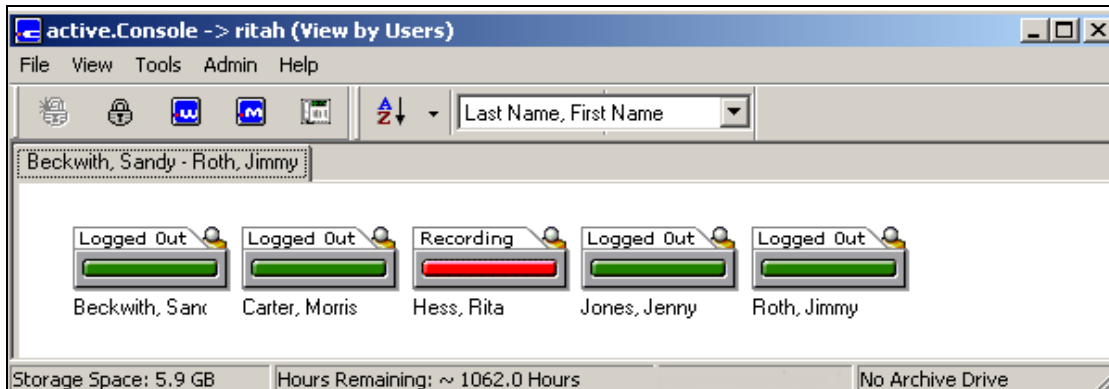 active.Console -> ritah (View by Users)
File View Tools Admin Help
Last Name, First Name
Beckwith, Sandy - Roth, Jimmy
Logged Out Logged Out Recording Logged Out Logged Out
Beckwith, Sand Carter, Morris Hess, Rita Jones, Jenny Roth, Jimmy
Storage Space: 5.9 GB Hours Remaining: ~ 1062.0 Hours No Archive Drive